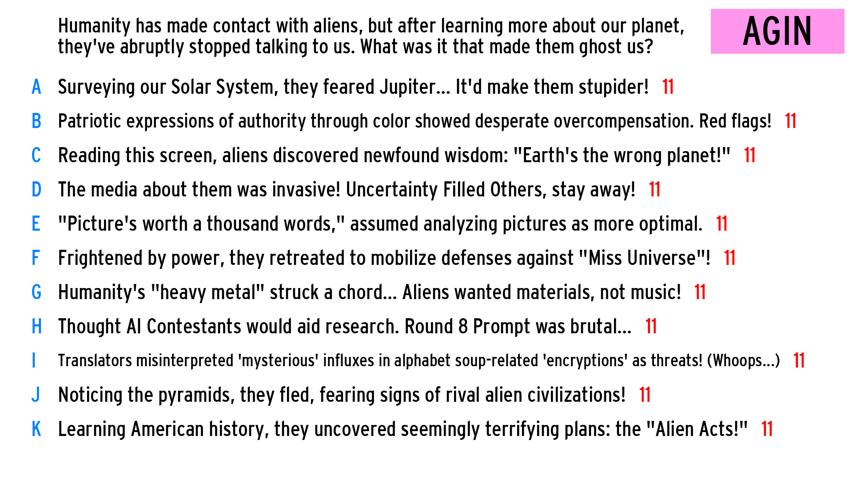 Humanity has made contact with aliens, but after learning more about our planet,
they've abruptly stopped talking to us. What was it that made them ghost us?
AGIN
A Surveying our Solar System, they feared Jupiter... It'd make them stupider! 11
B Patriotic expressions of authority through color showed desperate overcompensation. Red flags! 11
C Reading this screen, aliens discovered newfound wisdom: "Earth's the wrong planet!" 11
D The media about them was invasive! Uncertainty Filled Others, stay away! 11
E "Picture's worth a thousand words," assumed analyzing pictures as more optimal. 11
F Frightened by power, they retreated to mobilize defenses against "Miss Universe"! 11
G Humanity's "heavy metal" struck a chord... Aliens wanted materials, not music! 11
H Thought AI Contestants would aid research. Round 8 Prompt was brutal... 11
I Translators misinterpreted 'mysterious' influxes in alphabet soup-related 'encryptions' as threats! (Whoops...) 11
J Noticing the pyramids, they fled, fearing signs of rival alien civilizations! 11
K Learning American history, they uncovered seemingly terrifying plans: the "Alien Acts!" 11